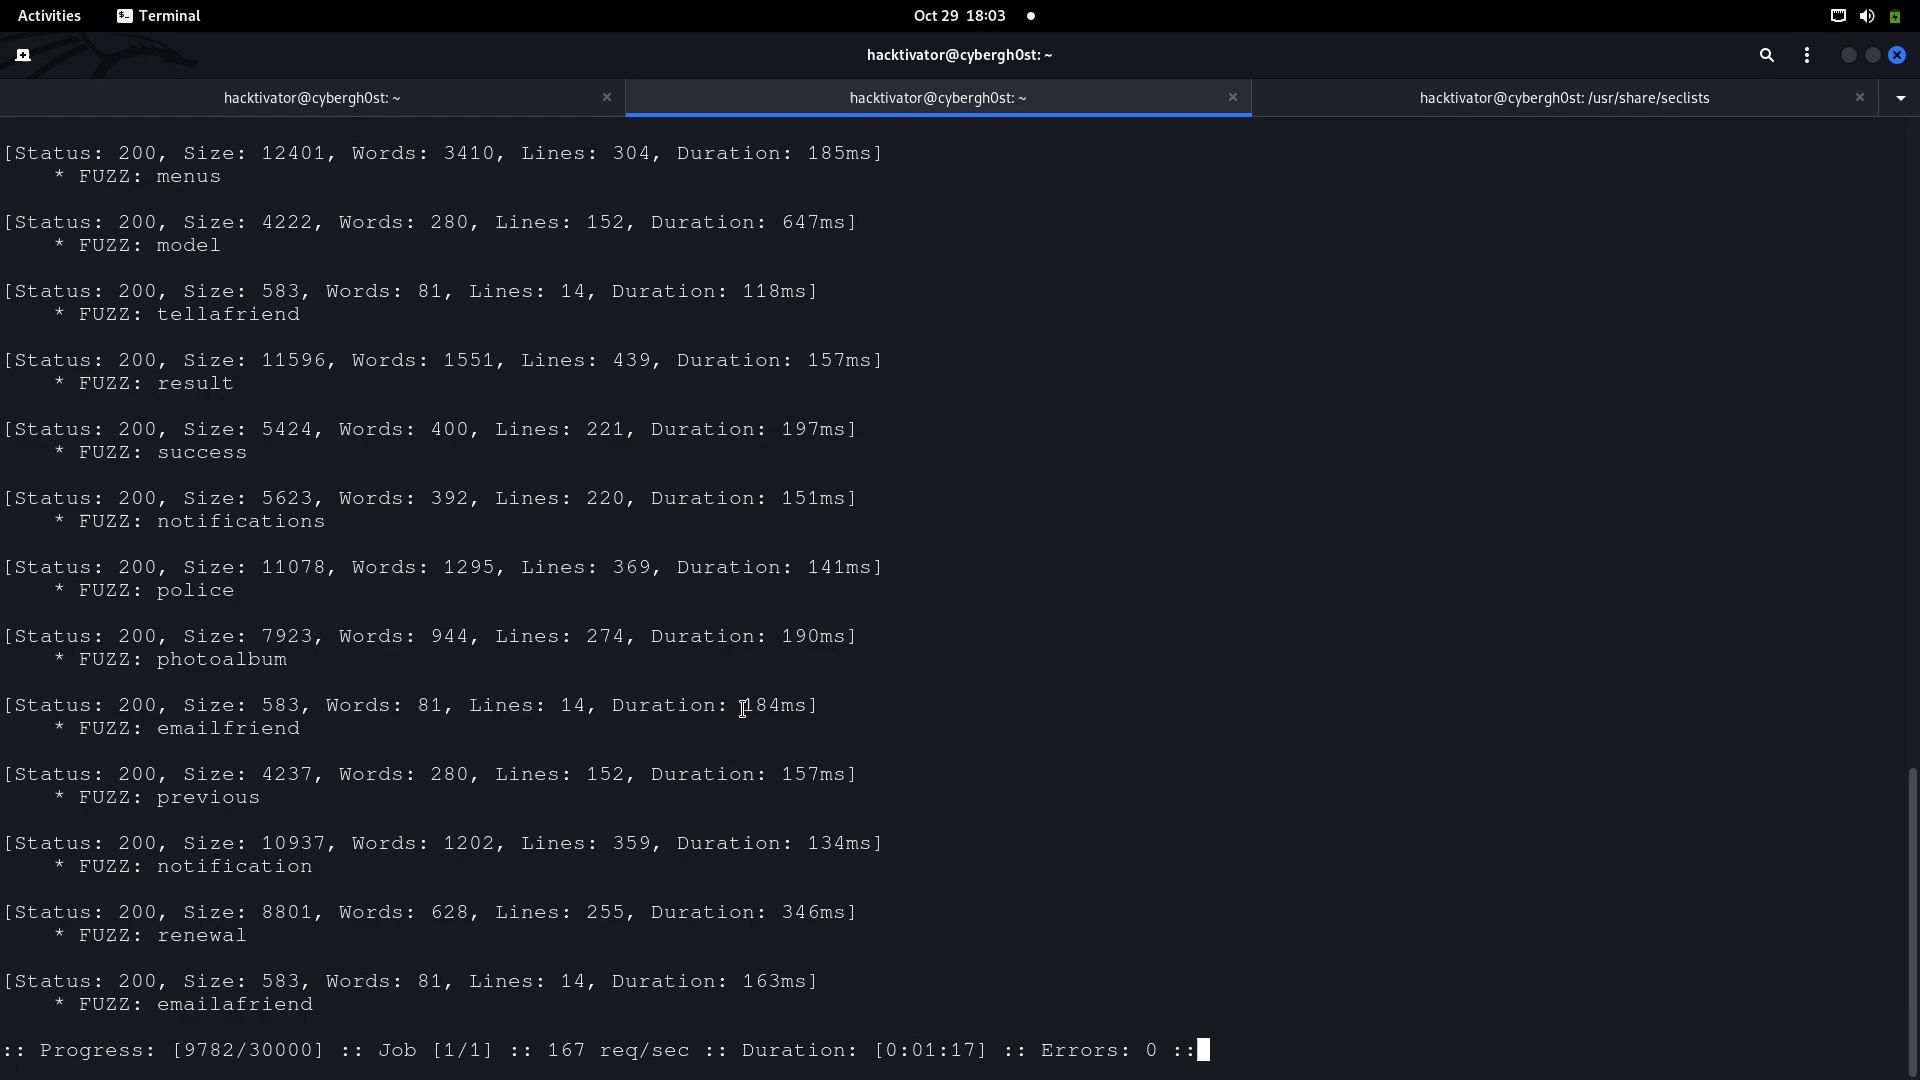 Activities Terminal Oct 29 18:03
hacktivator@cybergh0st: ~
hacktivator@cybergh0st: ~ × hacktivator@cybergh0st: ~ × hacktivator@cybergh0st: /usr/share/seclists ×
[Status: 200, Size: 12401, Words: 3410, Lines: 304, Duration: 185ms]
* FUZZ: menus
[Status: 200, Size: 4222, Words: 280, Lines: 152, Duration: 647ms]
* FUZZ: model
[Status: 200, Size: 583, Words: 81, Lines: 14, Duration: 118ms]
* FUZZ: tellafriend
[Status: 200, Size: 11596, Words: 1551, Lines: 439, Duration: 157ms]
* FUZZ: result
[Status: 200, Size: 5424, Words: 400, Lines: 221, Duration: 197ms]
* FUZZ: success
[Status: 200, Size: 5623, Words: 392, Lines: 220, Duration: 151ms]
* FUZZ: notifications
[Status: 200, Size: 11078, Words: 1295, Lines: 369, Duration: 141ms]
* FUZZ: police
[Status: 200, Size: 7923, Words: 944, Lines: 274, Duration: 190ms]
* FUZZ: photoalbum
[Status: 200, Size: 583, Words: 81, Lines: 14, Duration: 184ms]
* FUZZ: emailfriend
[Status: 200, Size: 4237, Words: 280, Lines: 152, Duration: 157ms]
* FUZZ: previous
[Status: 200, Size: 10937, Words: 1202, Lines: 359, Duration: 134ms]
* FUZZ: notification
[Status: 200, Size: 8801, Words: 628, Lines: 255, Duration: 346ms]
* FUZZ: renewal
[Status: 200, Size: 583, Words: 81, Lines: 14, Duration: 163ms]
* FUZZ: emailafriend
:: Progress: [9782/30000] :: Job [1/1] :: 167 req/sec :: Duration: [0:01:17] :: Errors: 0 ::